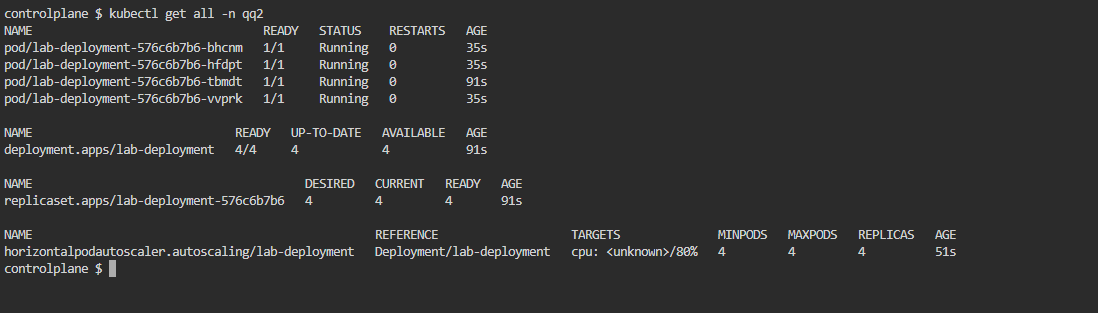 controlplane $ kubectl get all -n qq2
NAME READY STATUS RESTARTS AGE
pod/lab-deployment-576c6b7b6-bhcnm 1/1 Running 0 35s
pod/lab-deployment-576c6b7b6-hfdpt 1/1 Running 0 35s
pod/lab-deployment-576c6b7b6-tbmdt 1/1 Running 0 91s
pod/lab-deployment-576c6b7b6-vvprk 1/1 Running 0 35s
NAME READY UP-TO-DATE AVAILABLE AGE
deployment.apps/lab-deployment 4/4 4 4 91s
NAME DESIRED CURRENT READY AGE
replicaset.apps/lab-deployment-576c6b7b6 4 4 4 91s
NAME REFERENCE TARGETS MINPODS MAXPODS REPLICAS AGE
horizontalpodautoscaler.autoscaling/lab-deployment Deployment/lab-deployment cpu: <unknown>/80% 4 4 4 51s
controlplane $